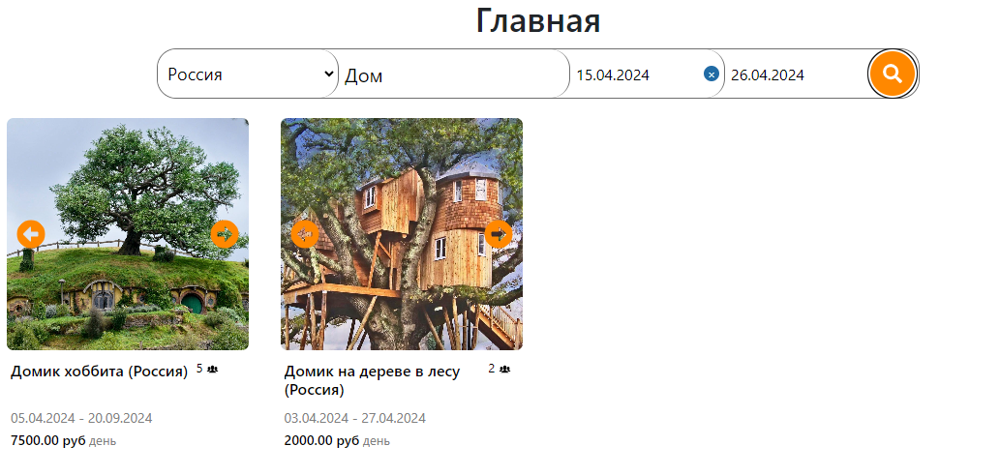 Главная
Россия Дом 15.04.2024 26.04.2024
Домик хоббита (Россия) 5
05.04.2024 - 20.09.2024
7500.00 руб день
Домик на дереве в лесу 2
(Россия)
03.04.2024 - 27.04.2024
2000.00 руб день